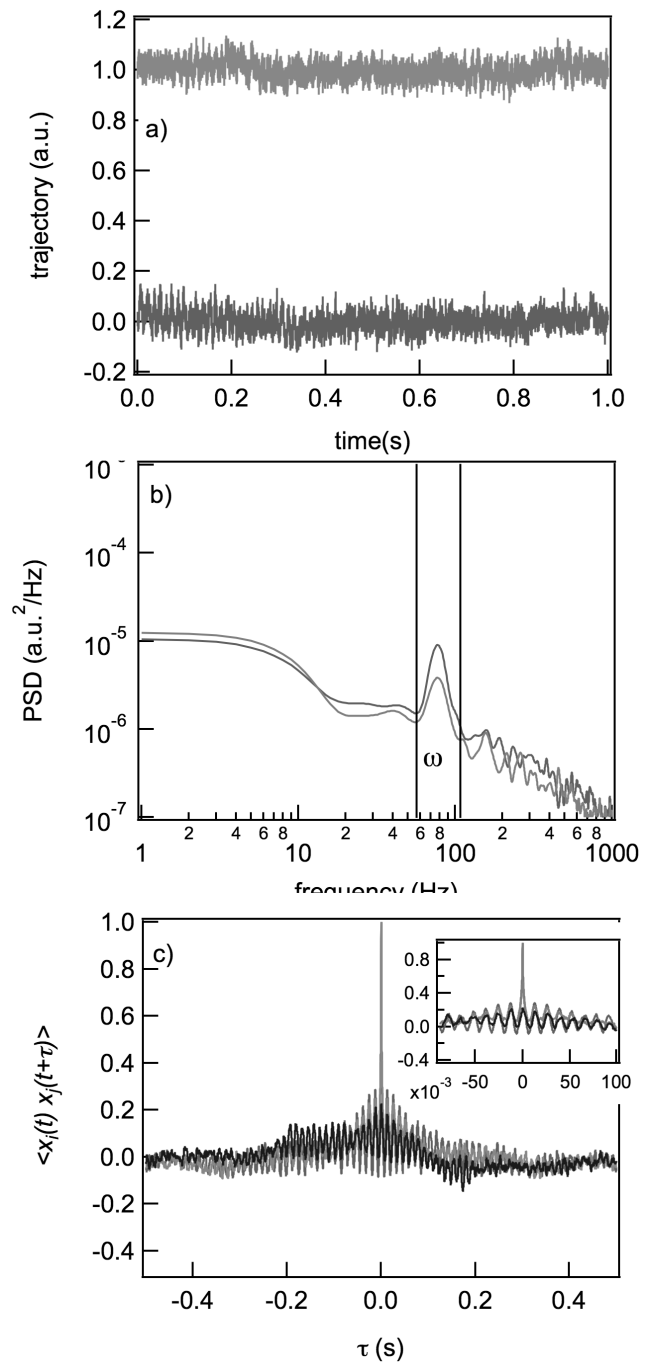 1.2
1.0
0.8
a)
0.6
0.4
0.2
0.0
-0.2
trajectory (a.u.)
0.0 0.2 0.4 0.6 0.8 1.0
time(s)
b)
10
10-4
10-5
10-6
10-7
PSD (a.u.2/Hz)
ω
2 4 6 8 2 4 6 8 2 4 6 8
1 10 100 1000
frequency (Hz)
c)
1.0
0.8
0.6
0.4
0.2
0.0
-0.2
-0.4
<xi(t) xj(t+τ)>
0.8
0.4
0.0
-0.4
x10-3 -50 0 50 100
-0.4 -0.2 0.0 0.2 0.4
τ (s)